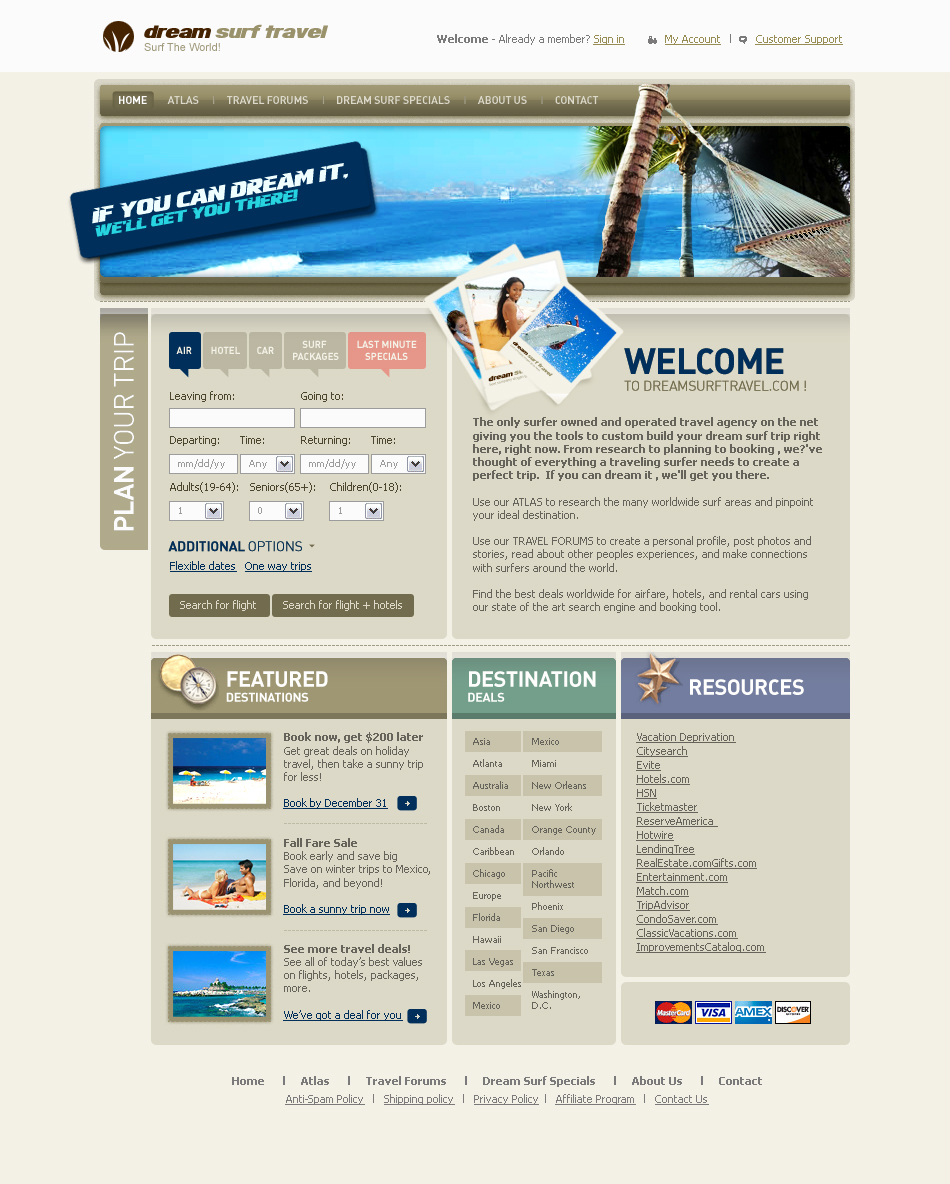 dream surf travel
Surf The World!
Welcome - Already a member? Sign in
My Account | Customer Support
HOME
ATLAS | TRAVEL FORUMS | DREAM SURF SPECIALS | ABOUT US | CONTACT
IF YOU CAN DREAM IT,
WE'LL GET YOU THERE!
PLAN YOUR TRIP
AIR
HOTEL
CAR
SURF
PACKAGES
LAST MINUTE
SPECIALS
Leaving from:
Going to:
Departing:
Time:
Returning:
Time:
mm/dd/yy
Any
mm/dd/yy
Any
Adults(19-64):
Seniors(65+):
Children(0-18):
1
0
1
ADDITIONAL OPTIONS
Flexible dates
One way trips
Search for flight
Search for flight + hotels
WELCOME
TO DREAMSURFTRAVEL.COM !
The only surfer owned and operated travel agency on the net
giving you the tools to custom build your dream surf trip right
here, right now. From research to planning to booking , we?'ve
thought of everything a traveling surfer needs to create a
perfect trip. If you can dream it , we'll get you there.
Use our ATLAS to research the many worldwide surf areas and pinpoint
your ideal destination.
Use our TRAVEL FORUMS to create a personal profile, post photos and
stories, read about other peoples experiences, and make connections
with surfers around the world.
Find the best deals worldwide for airfare, hotels, and rental cars using
our state of the art search engine and booking tool.
FEATURED
DESTINATIONS
Book now, get $200 later
Get great deals on holiday
travel, then take a sunny trip
for less!
Book by December 31
Fall Fare Sale
Book early and save big
Save on winter trips to Mexico,
Florida, and beyond!
Book a sunny trip now
See more travel deals!
See all of today's best values
on flights, hotels, packages,
more.
We've got a deal for you
DESTINATION
DEALS
Asia
Atlanta
Australia
Boston
Canada
Caribbean
Chicago
Europe
Florida
Hawaii
Las Vegas
Los Angeles
Mexico
Mexico
Miami
New Orleans
New York
Orange County
Orlando
Pacific
Northwest
Phoenix
San Diego
San Francisco
Texas
Washington,
D.C.
RESOURCES
Vacation Deprivation
Citysearch
Evite
Hotels.com
HSN
Ticketmaster
ReserveAmerica
Hotwire
LendingTree
RealEstate.comGifts.com
Entertainment.com
Match.com
TripAdvisor
CondoSaver.com
ClassicVacations.com
ImprovementsCatalog.com
MasterCard
VISA
AMEX
DISCOVER
Home | Atlas | Travel Forums | Dream Surf Specials | About Us | Contact
Anti-Spam Policy | Shipping policy | Privacy Policy | Affiliate Program | Contact Us